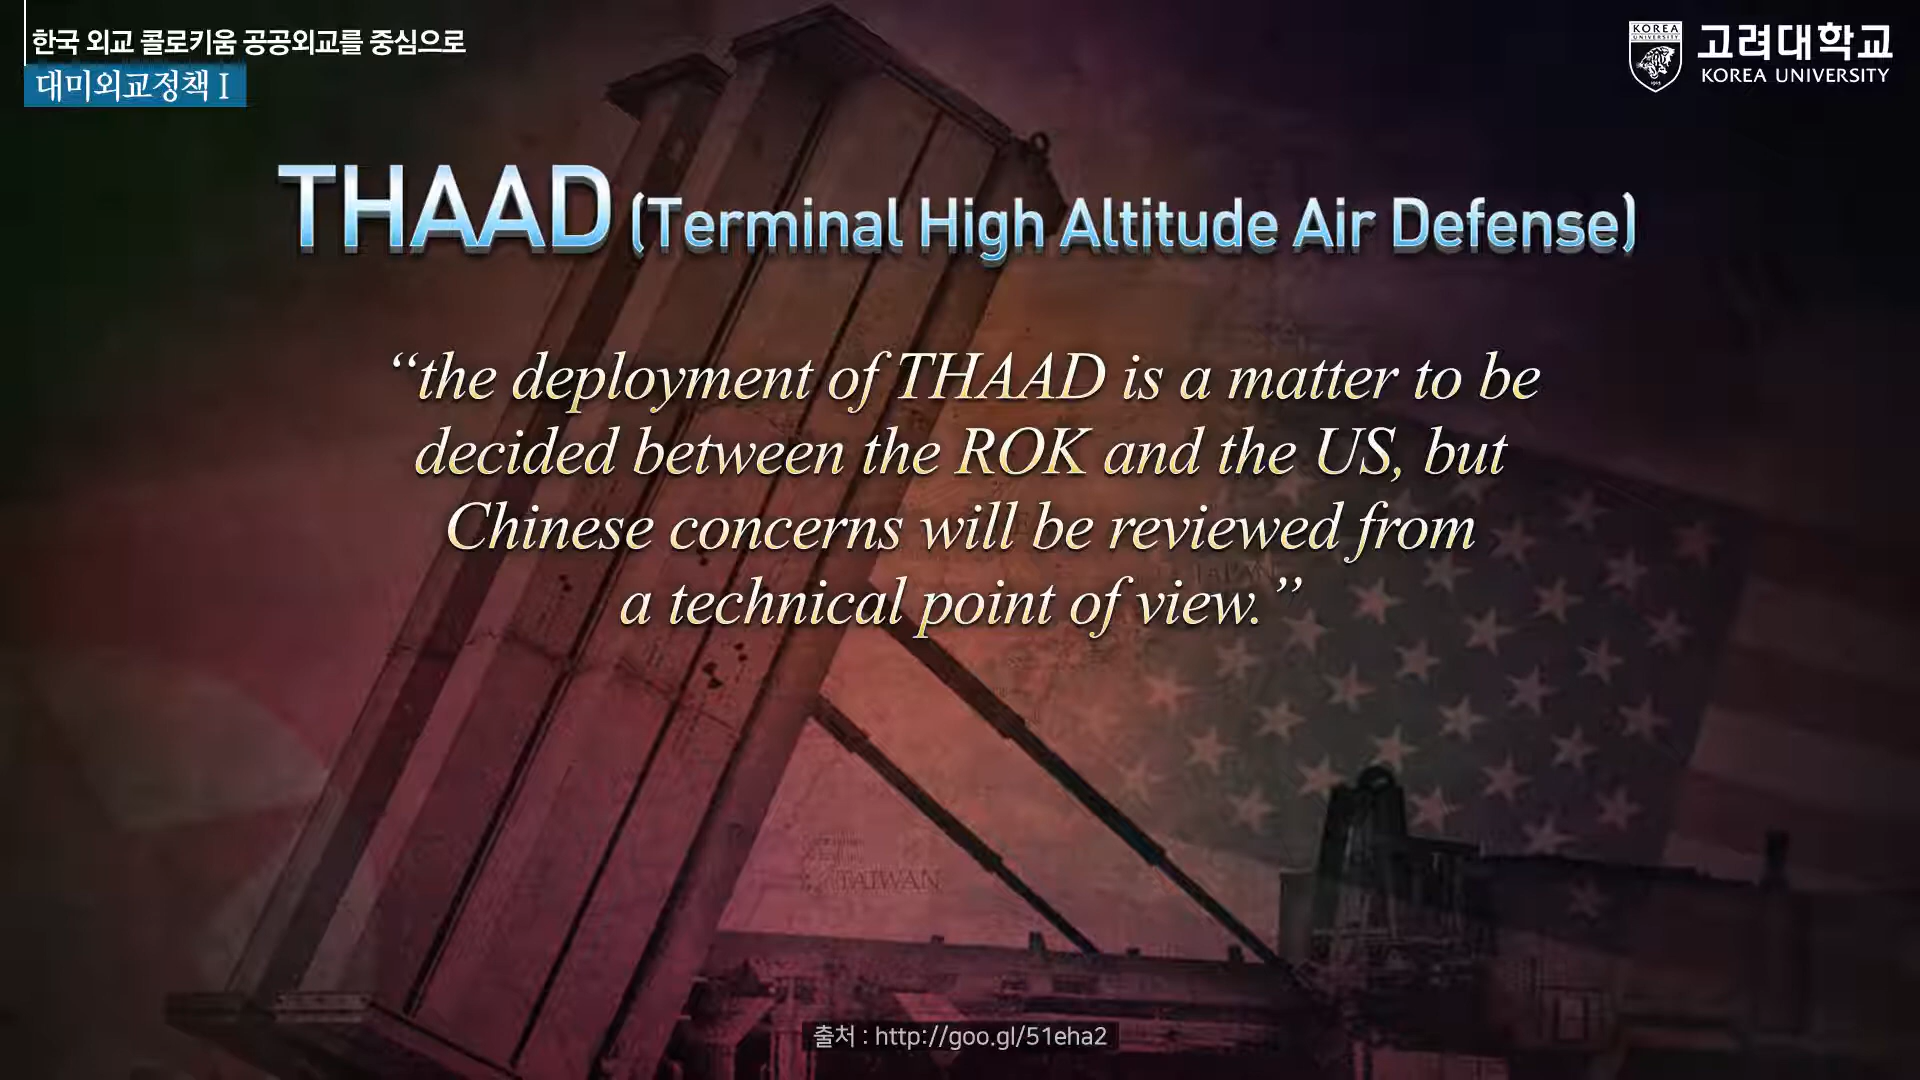 한국 외교 콜로키움 공공외교를 중심으로
대미외교정책 I
KOREA
UNIVERSITY
고려대학교
KOREA UNIVERSITY
THAAD (Terminal High Altitude Air Defense)
“the deployment of THAAD is a matter to be
decided between the ROK and the US, but
Chinese concerns will be reviewed from
a technical point of view.”
TAIWAN
출처 : http://goo.gl/51eha2